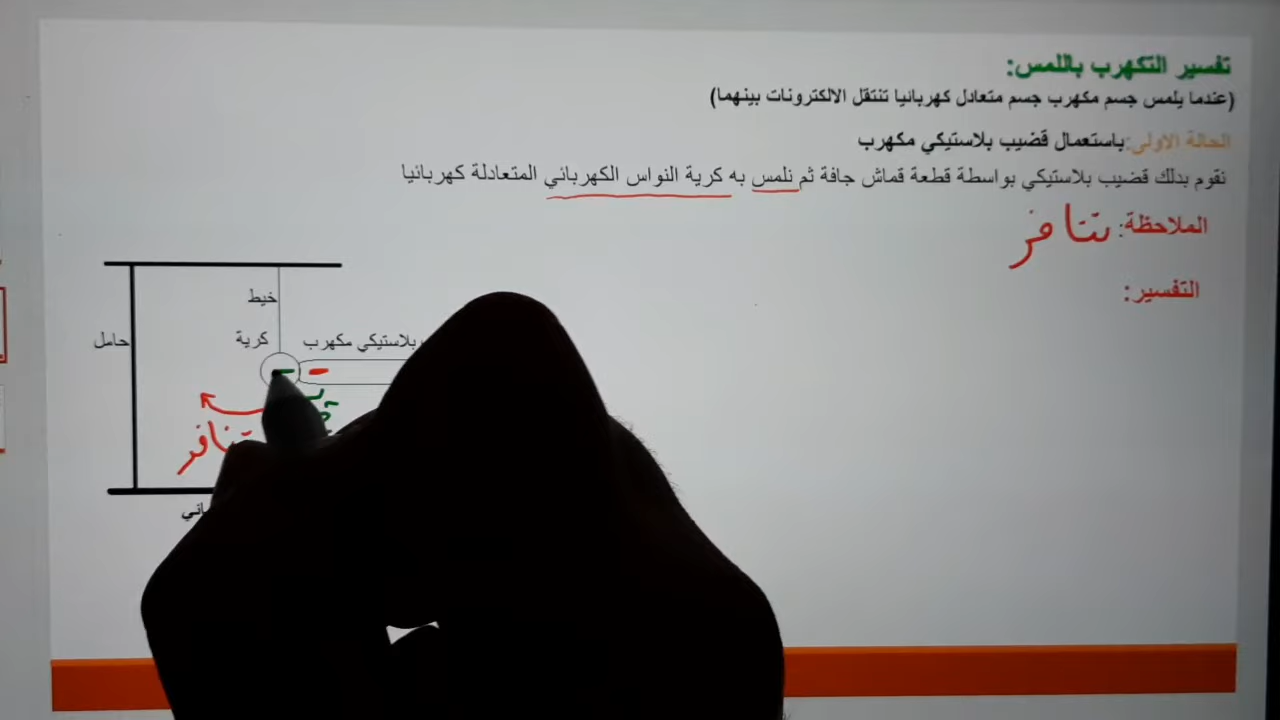 تفسير التكهرب باللمس:
(عندما يلمس جسم مكهرب جسم متعادل كهربائيا تنتقل الالكترونات بينهما)
الحالة الاولى:باستعمال قضيب بلاستيكي مكهرب
نقوم بدلك قضيب بلاستيكي بواسطة قطعة قماش جافة ثم نلمس به كرية النواس الكهربائي المتعادلة كهربائيا
الملاحظة: يتنافر
التفسير:
خيط
حامل
كرية
بلاستيكي مكهرب
تنافر